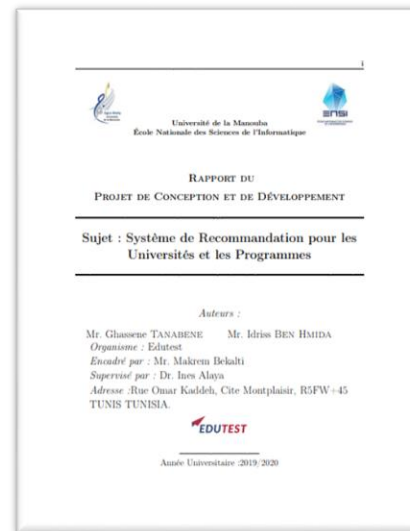 i
Université de la Manouba
École Nationale des Sciences de l'Informatique
ENSI
RAPPORT DU
PROJET DE CONCEPTION ET DE DÉVELOPPEMENT
Sujet : Système de Recommandation pour les
Universités et les Programmes
Auteurs :
Mr. Ghassene TANABENE Mr. Idriss BEN HMIDA
Organisme : Edutest
Encadré par : Mr. Makrem Bekalti
Supervisé par : Dr. Ines Alaya
Adresse :Rue Omar Kaddeh, Cite Montplaisir, R5FW+45
TUNIS TUNISIA.
EDUTEST
Année Universitaire :2019/2020